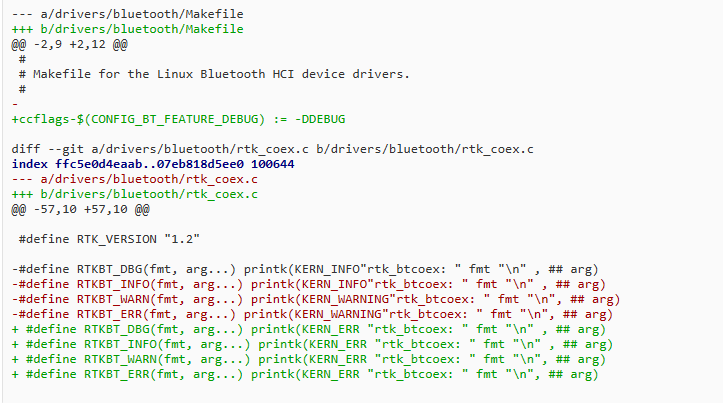 --- a/drivers/bluetooth/Makefile
+++ b/drivers/bluetooth/Makefile
@@ -2,9 +2,12 @@
 #
 # Makefile for the Linux Bluetooth HCI device drivers.
 #
-
+ccflags-$(CONFIG_BT_FEATURE_DEBUG) := -DDEBUG

diff --git a/drivers/bluetooth/rtk_coex.c b/drivers/bluetooth/rtk_coex.c
index ffc5e0d4eaab..07eb818d5ee0 100644
--- a/drivers/bluetooth/rtk_coex.c
+++ b/drivers/bluetooth/rtk_coex.c
@@ -57,10 +57,10 @@

 #define RTK_VERSION "1.2"

-#define RTKBT_DBG(fmt, arg...) printk(KERN_INFO"rtk_btcoex: " fmt "\n" , ## arg)
-#define RTKBT_INFO(fmt, arg...) printk(KERN_INFO"rtk_btcoex: " fmt "\n" , ## arg)
-#define RTKBT_WARN(fmt, arg...) printk(KERN_WARNING"rtk_btcoex: " fmt "\n", ## arg)
-#define RTKBT_ERR(fmt, arg...) printk(KERN_WARNING"rtk_btcoex: " fmt "\n", ## arg)
+ #define RTKBT_DBG(fmt, arg...) printk(KERN_ERR "rtk_btcoex: " fmt "\n" , ## arg)
+ #define RTKBT_INFO(fmt, arg...) printk(KERN_ERR "rtk_btcoex: " fmt "\n" , ## arg)
+ #define RTKBT_WARN(fmt, arg...) printk(KERN_ERR "rtk_btcoex: " fmt "\n", ## arg)
+ #define RTKBT_ERR(fmt, arg...) printk(KERN_ERR "rtk_btcoex: " fmt "\n", ## arg)